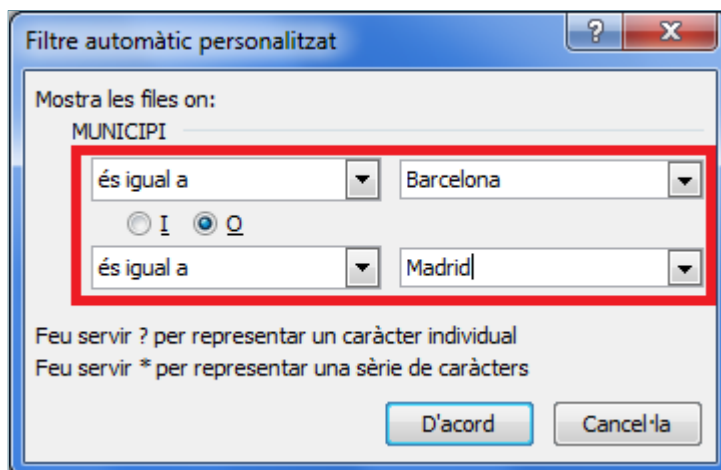 Filtre automàtic personalitzat
?
Mostra les files on:
MUNICIPI
és igual a Barcelona
I O
és igual a Madrid
Feu servir ? per representar un caràcter individual
Feu servir * per representar una sèrie de caràcters
D'acord Cancel·la